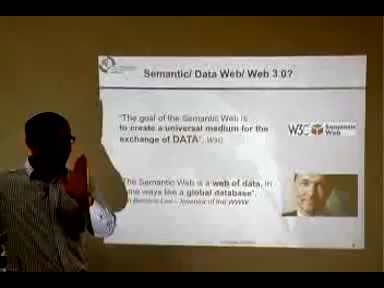 Semantic/ Data Web/ Web 3.0?
"The goal of the Semantic Web is
to create a universal medium for the
exchange of DATA", W3C
W3C Semantic
Web
"The Semantic Web is a web of data, in
some ways like a global database",
Berners-Lee – Inventor of the WWW